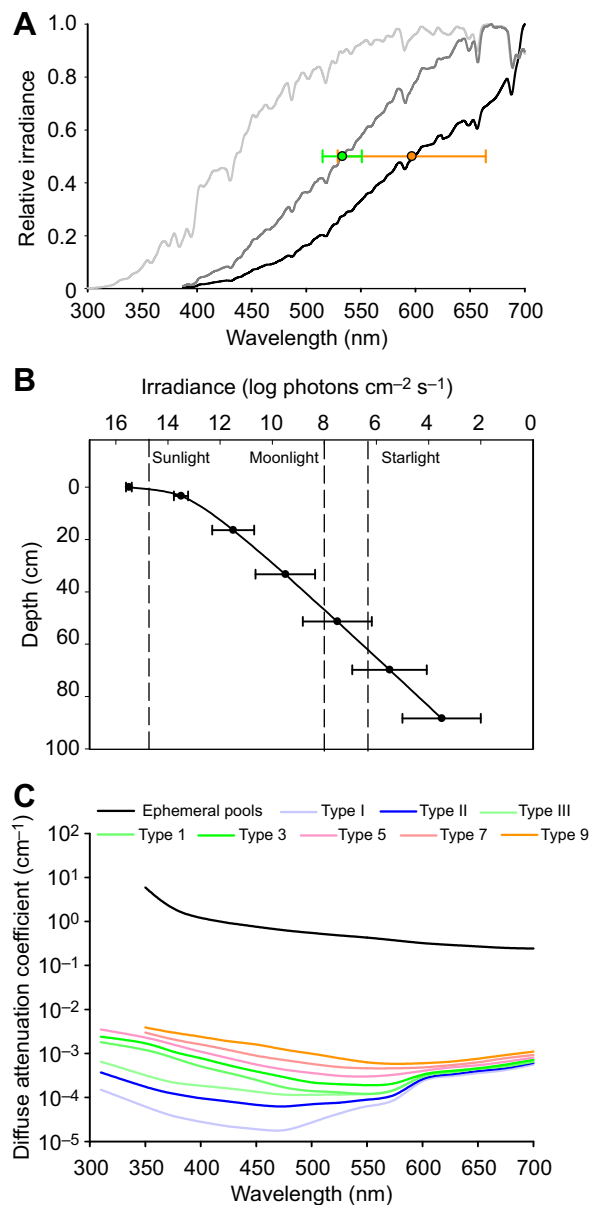 A
1.0
0.8
0.6
0.4
0.2
0
Relative irradiance
300 350 400 450 500 550 600 650 700
Wavelength (nm)
B
Irradiance (log photons cm⁻² s⁻¹)
16 14 12 10 8 6 4 2 0
Sunlight Moonlight Starlight
0
20
40
60
80
100
Depth (cm)
C
Ephemeral pools Type I Type II Type III
Type 1 Type 3 Type 5 Type 7 Type 9
10²
10¹
10⁰
10⁻¹
10⁻²
10⁻³
10⁻⁴
10⁻⁵
Diffuse attenuation coefficient (cm⁻¹)
300 350 400 450 500 550 600 650 700
Wavelength (nm)